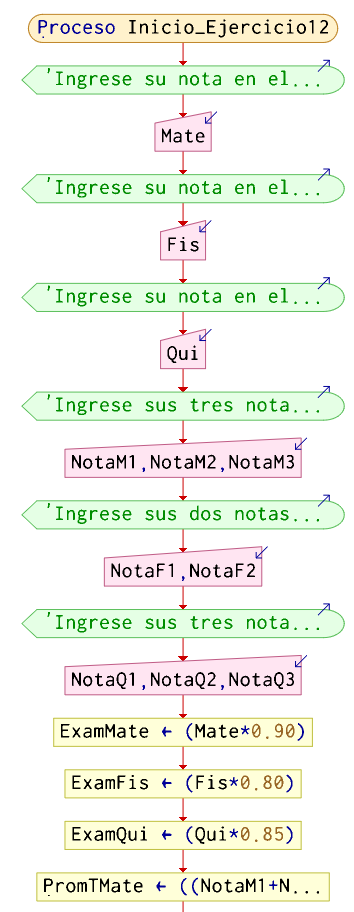 Proceso Inicio_Ejercicio12
'Ingrese su nota en el...
Mate
'Ingrese su nota en el...
Fis
'Ingrese su nota en el...
Qui
'Ingrese sus tres nota...
NotaM1,NotaM2,NotaM3
'Ingrese sus dos notas...
NotaF1,NotaF2
'Ingrese sus tres nota...
NotaQ1,NotaQ2,NotaQ3
ExamMate ← (Mate*0.90)
ExamFis ← (Fis*0.80)
ExamQui ← (Qui*0.85)
PromTMate ← ((NotaM1+N...